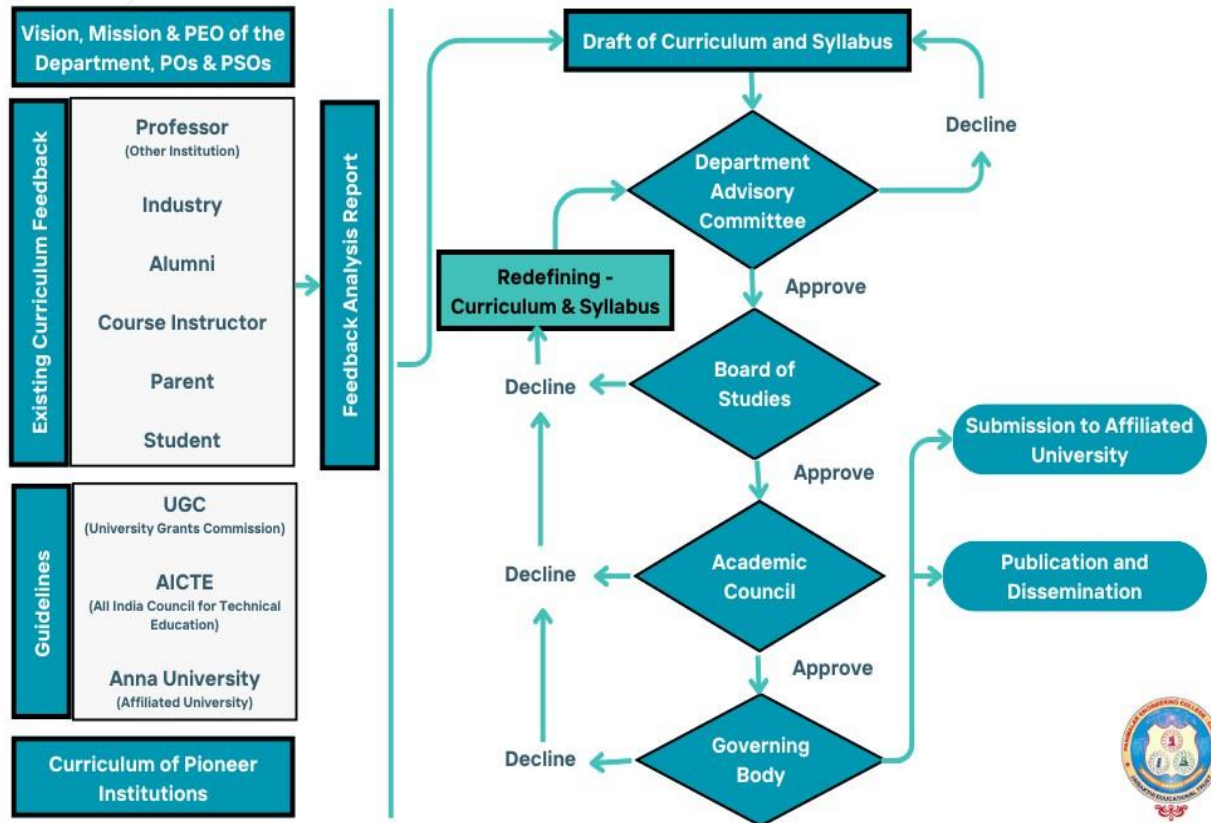 Vision, Mission & PEO of the
Department, POs & PSOs
Existing Curriculum Feedback
Professor
(Other Institution)
Industry
Alumni
Course Instructor
Parent
Student
Feedback Analysis Report
Guidelines
UGC
(University Grants Commission)
AICTE
(All India Council for Technical
Education)
Anna University
(Affiliated University)
Curriculum of Pioneer
Institutions
Draft of Curriculum and Syllabus
Decline
Department
Advisory
Committee
Redefining -
Curriculum & Syllabus
Approve
Board of
Studies
Decline
Approve
Submission to Affiliated
University
Academic
Council
Decline
Publication and
Dissemination
Approve
Governing
Body
Decline